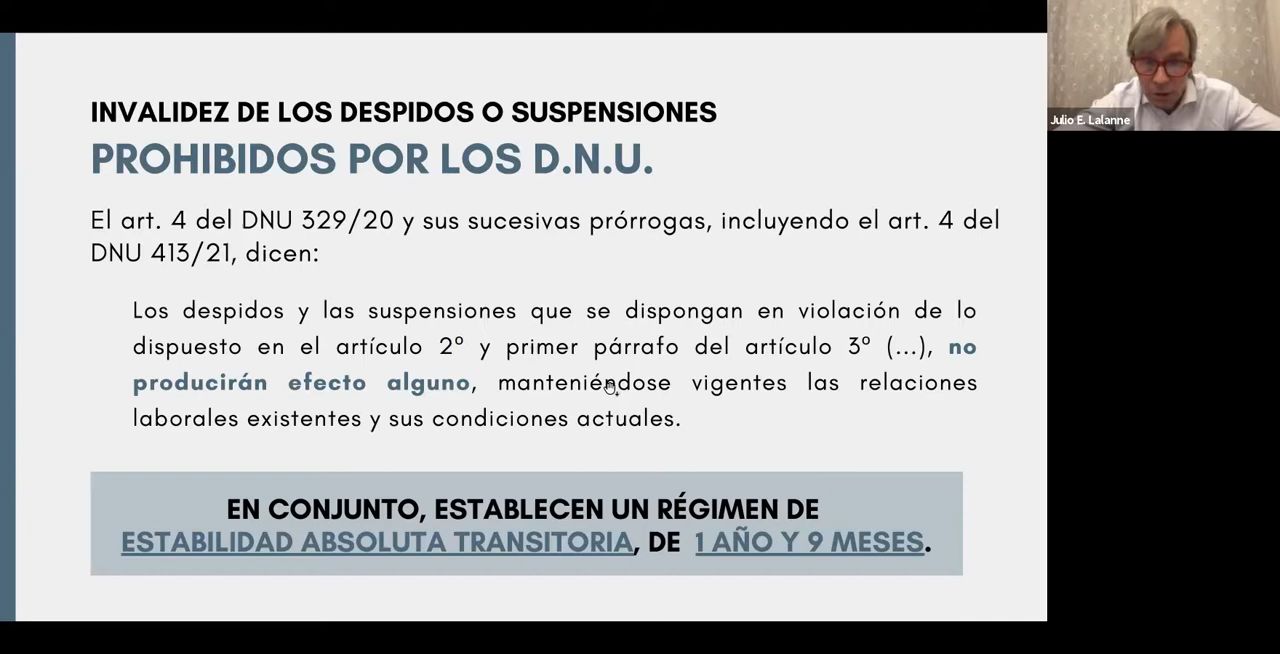 INVALIDEZ DE LOS DESPIDOS O SUSPENSIONES
PROHIBIDOS POR LOS D.N.U.
El art. 4 del DNU 329/20 y sus sucesivas prórrogas, incluyendo el art. 4 del
DNU 413/21, dicen:
Los despidos y las suspensiones que se dispongan en violación de lo
dispuesto en el artículo 2º y primer párrafo del artículo 3º (...), no
producirán efecto alguno, manteniéndose vigentes las relaciones
laborales existentes y sus condiciones actuales.
EN CONJUNTO, ESTABLECEN UN RÉGIMEN DE
ESTABILIDAD ABSOLUTA TRANSITORIA, DE 1 AÑO Y 9 MESES.
Julio E. Lalanne